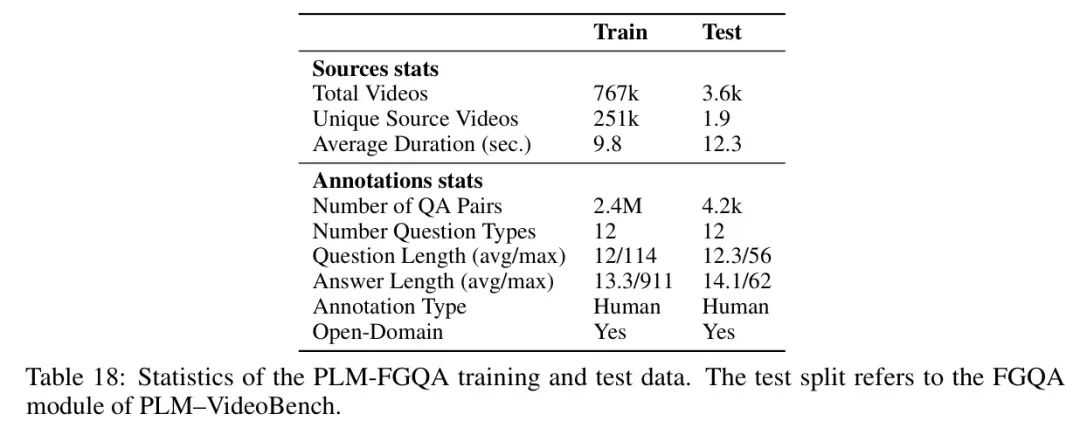 Train Test
Sources stats
Total Videos 767k 3.6k
Unique Source Videos 251k 1.9
Average Duration (sec.) 9.8 12.3
Annotations stats
Number of QA Pairs 2.4M 4.2k
Number Question Types 12 12
Question Length (avg/max) 12/114 12.3/56
Answer Length (avg/max) 13.3/911 14.1/62
Annotation Type Human Human
Open-Domain Yes Yes
Table 18: Statistics of the PLM-FGQA training and test data. The test split refers to the FGQA
module of PLM–VideoBench.